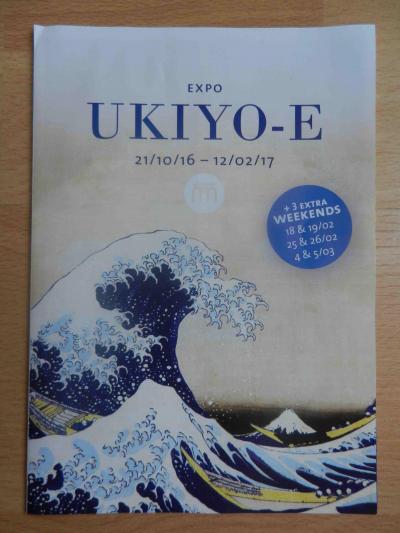 EXPO
UKIYO-E
21/10/16 – 12/02/17
+ 3 EXTRA
WEEKENDS
18 & 19/02
25 & 26/02
4 & 5/03